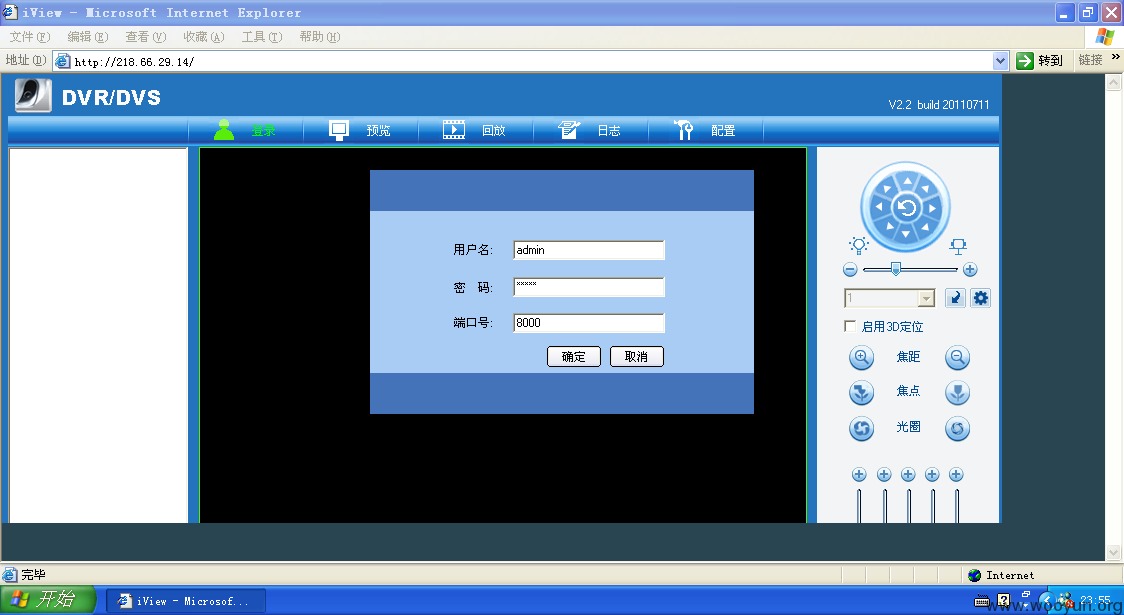 iView - Microsoft Internet Explorer
文件(F) 编辑(E) 查看(V) 收藏(A) 工具(T) 帮助(H)
地址(D) http://218.66.29.14/ 转到 链接 »
DVR/DVS
V2.2 build 20110711
登录 预览 回放 日志 配置
用户名: admin
密 码: *****
端口号: 8000
确定 取消
1
启用3D定位
焦距
焦点
光圈
完毕 Internet
开始 iView - Microsof... 23:55
www.wooyun.org